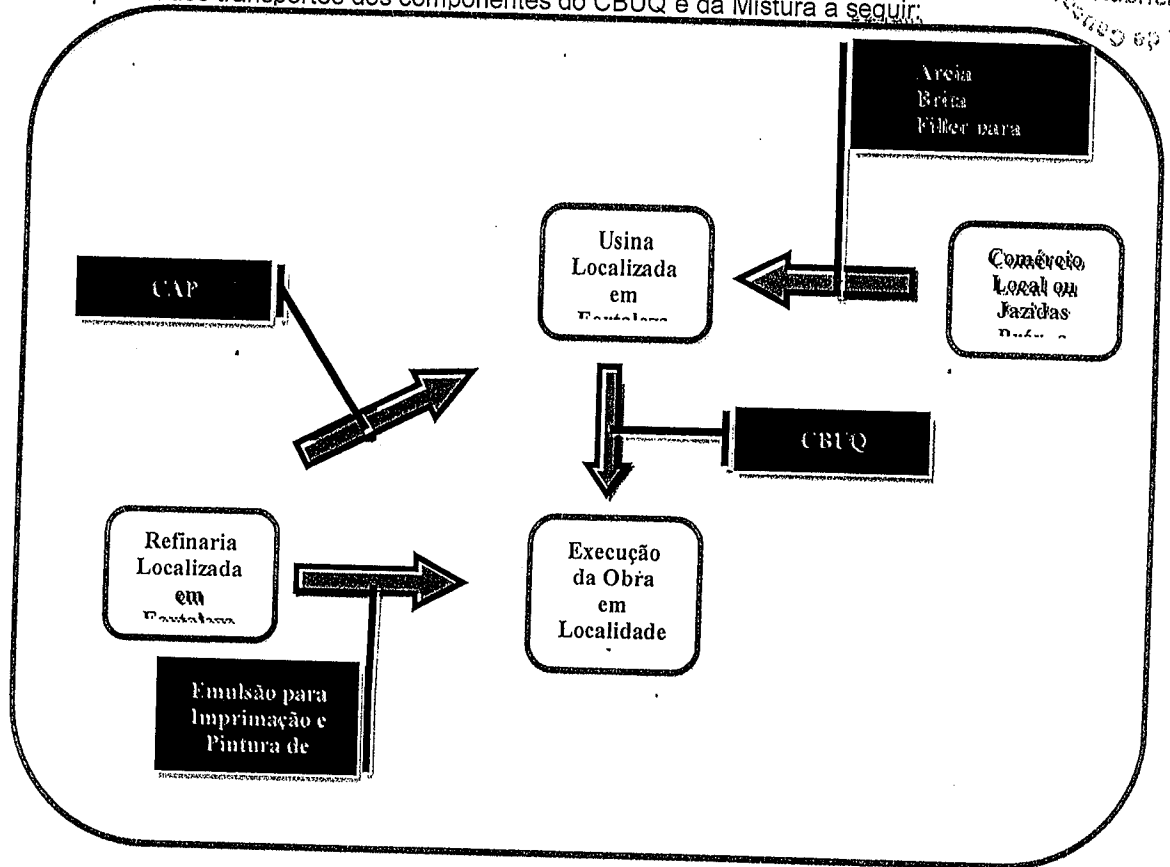 dos transportes dos componentes do CBUQ e da Mistura a seguir:
Areia
Brita
Filler para
Usina
Localizada
em
Comércio
Local ou
Jazidas
CAP
CBUQ
Refinaria
Localizada
em
Execução
da Obra
em
Localidade
Emulsão para
Imprimação e
Pintura de